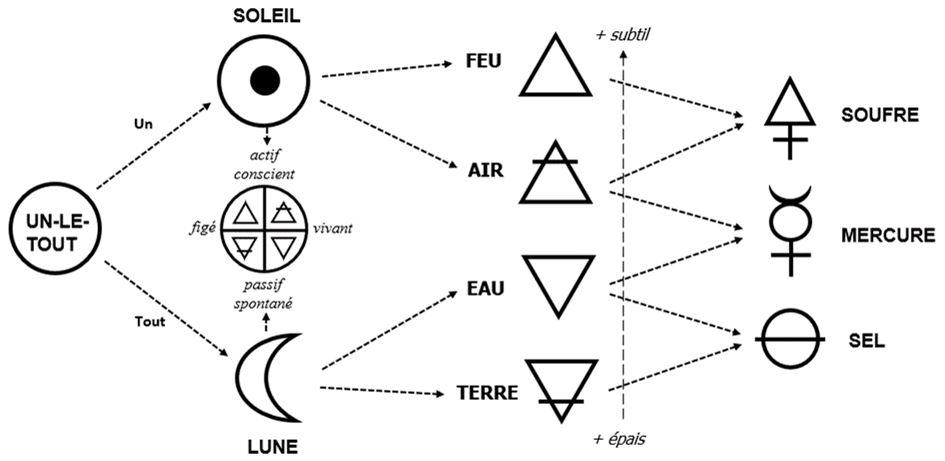 SOLEIL
+ subtil
FEU
SOUFRE
Un
actif
conscient
AIR
UN-LE-
TOUT
figé
vivant
MERCURE
passif
spontané
EAU
Tout
SEL
TERRE
LUNE
+ épais